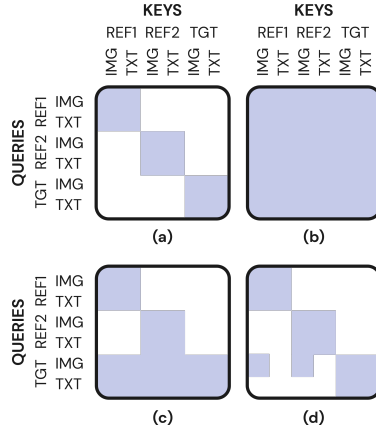 KEYS KEYS
REF1 REF2 TGT REF1 REF2 TGT
IMG TXT IMG TXT IMG TXT IMG TXT IMG TXT IMG TXT
QUERIES
REF1 IMG
TXT
REF2 IMG
TXT
TGT IMG
TXT
(a) (b)
QUERIES
REF1 IMG
TXT
REF2 IMG
TXT
TGT IMG
TXT
(c) (d)